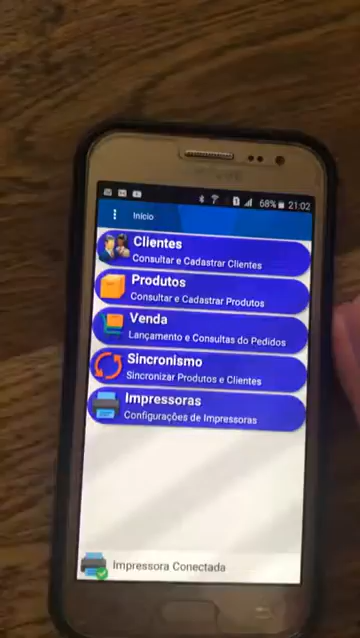 68% 21:02
Início
Clientes
Consultar e Cadastrar Clientes
Produtos
Consultar e Cadastrar Produtos
Venda
Lançamento e Consultas do Pedidos
Sincronismo
Sincronizar Produtos e Clientes
Impressoras
Configurações de Impressoras
Impressora Conectada